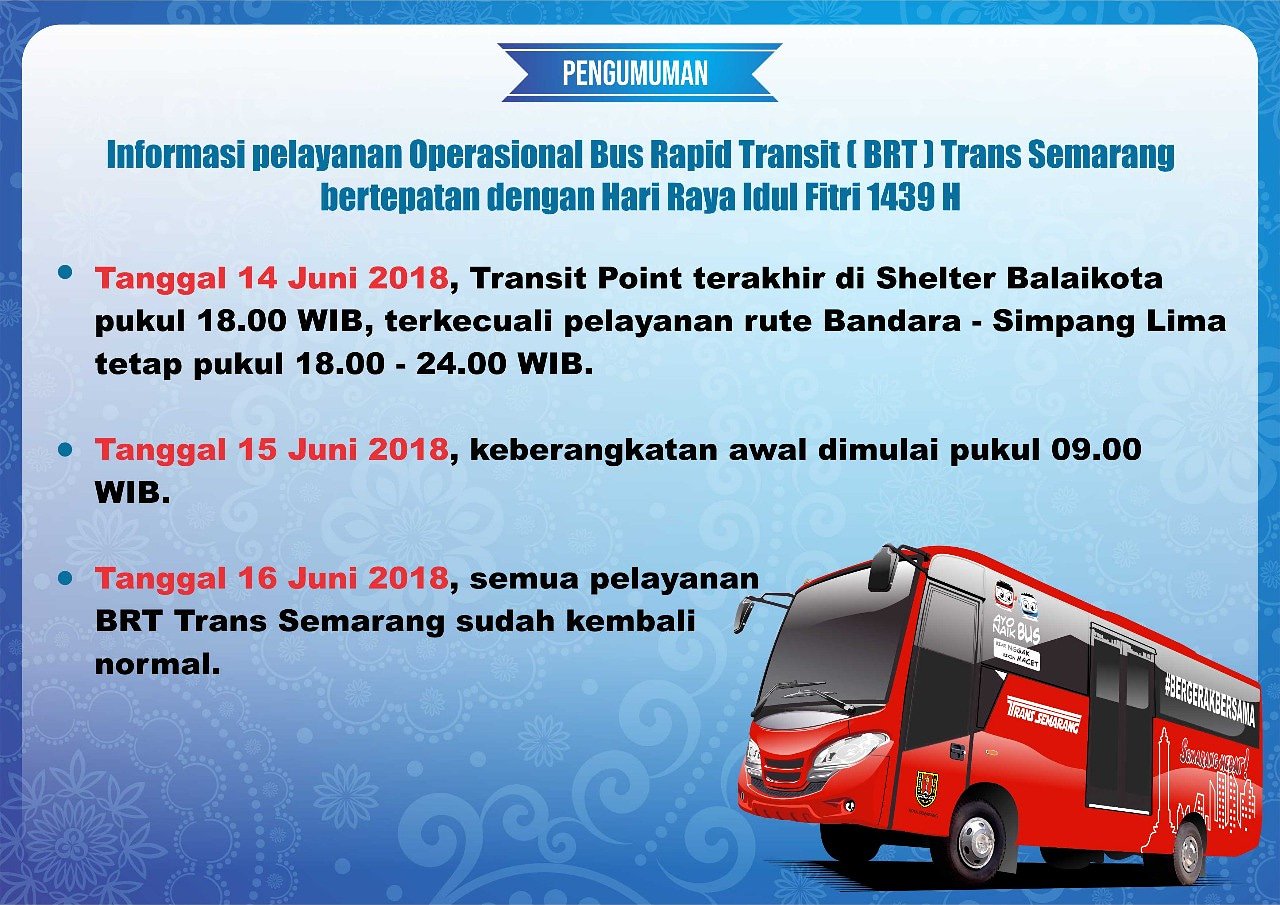 PENGUMUMAN
Informasi pelayanan Operasional Bus Rapid Transit ( BRT ) Trans Semarang
bertepatan dengan Hari Raya Idul Fitri 1439 H
• Tanggal 14 Juni 2018, Transit Point terakhir di Shelter Balaikota
pukul 18.00 WIB, terkecuali pelayanan rute Bandara - Simpang Lima
tetap pukul 18.00 - 24.00 WIB.
• Tanggal 15 Juni 2018, keberangkatan awal dimulai pukul 09.00
WIB.
• Tanggal 16 Juni 2018, semua pelayanan
BRT Trans Semarang sudah kembali
normal.
AYO
NAIK BUS
NGGAK
MACET
TRANS SEMARANG
#BERGERAKBERSAMA
SEMARANG HEBAT!